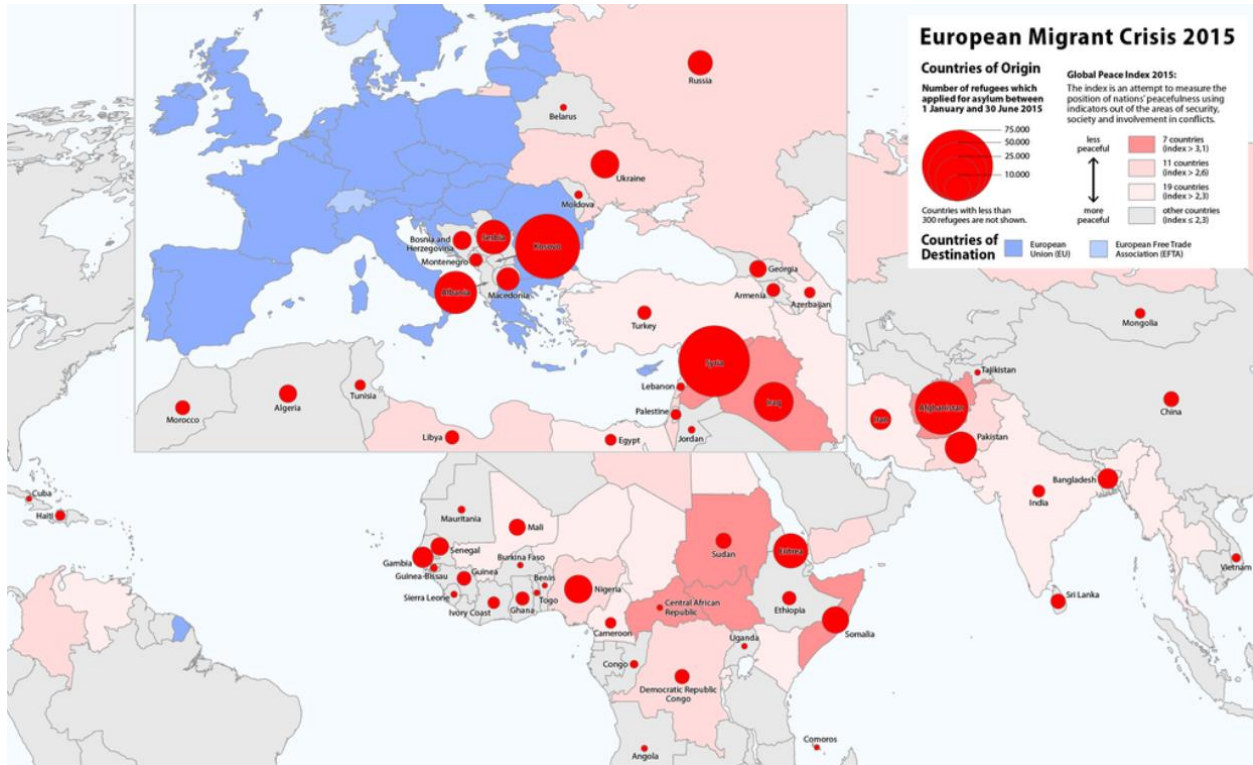 European Migrant Crisis 2015
Countries of Origin
Number of refugees which
applied for asylum between
1 January and 30 June 2015
75.000
50.000
25.000
10.000
Countries with less than
300 refugees are not shown.
Global Peace Index 2015:
The index is an attempt to measure the
position of nations' peacefulness using
indicators out of the areas of security,
society and involvement in conflicts.
less
peaceful
more
peaceful
7 countries
(index > 3,1)
11 countries
(index > 2,6)
19 countries
(index > 2,3)
other countries
(index ≤ 2,3)
Countries of
Destination
European
Union (EU)
European Free Trade
Association (EFTA)
Russia
Belarus
Ukraine
Moldova
Bosnia and
Herzegovina
Serbia
Kosovo
Montenegro
Albania
Macedonia
Georgia
Armenia
Azerbaijan
Turkey
Syria
Lebanon
Iraq
Palestine
Jordan
Morocco
Algeria
Tunisia
Libya
Egypt
Mongolia
Tajikistan
China
Afghanistan
Iran
Pakistan
Bangladesh
India
Vietnam
Sri Lanka
Cuba
Haiti
Mauritania
Mali
Senegal
Gambia
Burkina Faso
Guinea-Bissau
Guinea
Benin
Sierra Leone
Ivory Coast
Ghana
Togo
Nigeria
Sudan
Eritrea
Central African
Republic
Ethiopia
Somalia
Cameroon
Uganda
Congo
Democratic Republic
Congo
Angola
Comoros